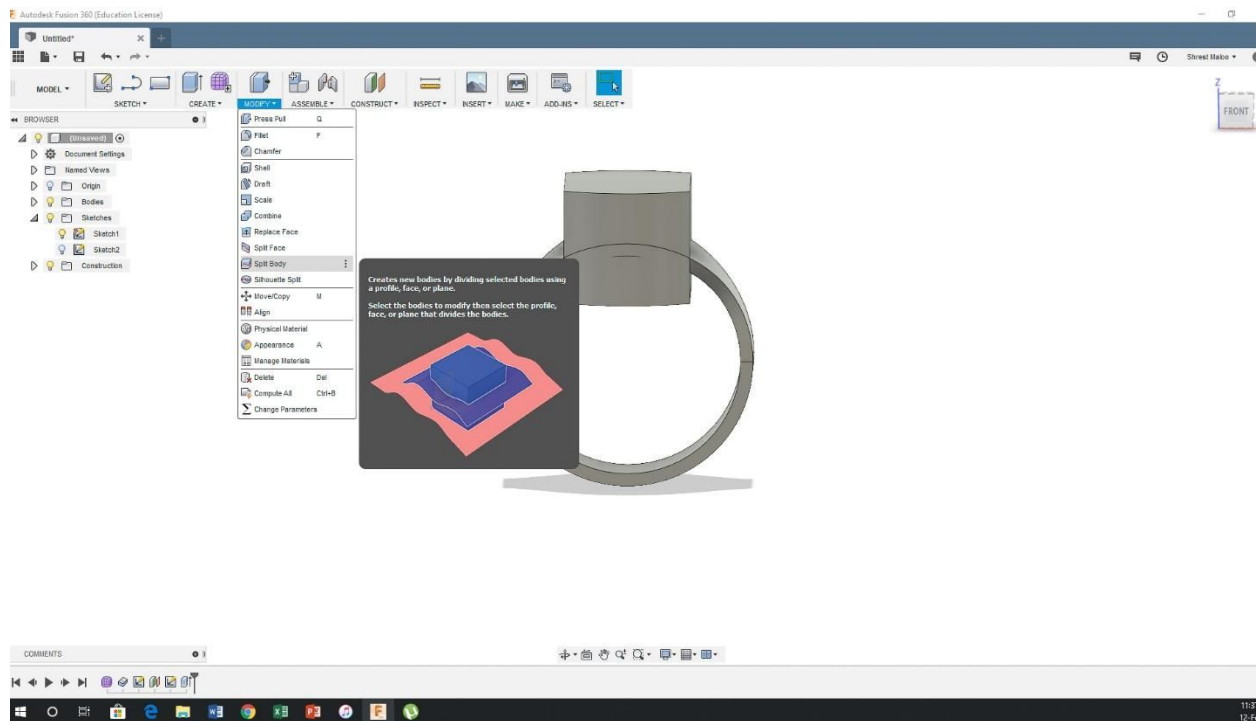 Autodesk Fusion 360 (Education License)
Untitled*
Shrest Maloo
MODEL
SKETCH
CREATE
MODIFY
ASSEMBLE
CONSTRUCT
INSPECT
INSERT
MAKE
ADD-INS
SELECT
BROWSER
(Unsaved)
Document Settings
Named Views
Origin
Bodies
Sketches
Sketch1
Sketch2
Construction
Press Pull Q
Fillet F
Chamfer
Shell
Draft
Scale
Combine
Replace Face
Split Face
Split Body
Silhouette Split
Move/Copy M
Align
Physical Material
Appearance A
Manage Materials
Delete Del
Compute All Ctrl+B
Change Parameters
Creates new bodies by dividing selected bodies using
a profile, face, or plane.
Select the bodies to modify then select the profile,
face, or plane that divides the bodies.
Z
FRONT
COMMENTS